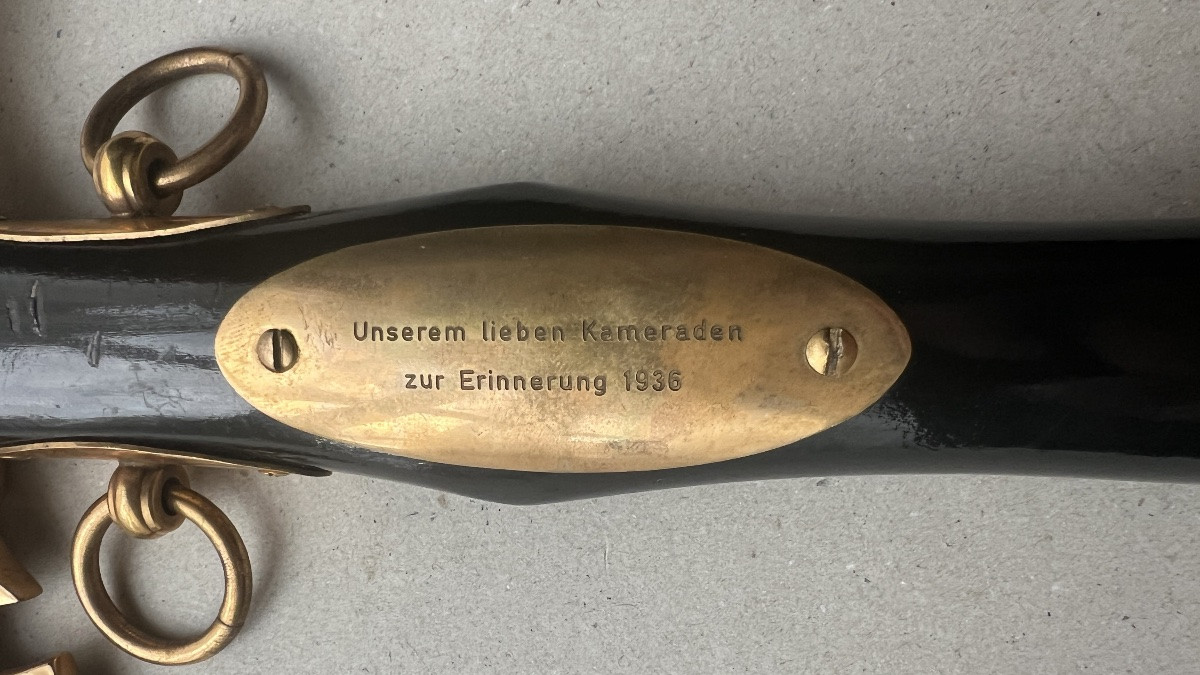 Unserem lieben Kameraden
zur Erinnerung 1936